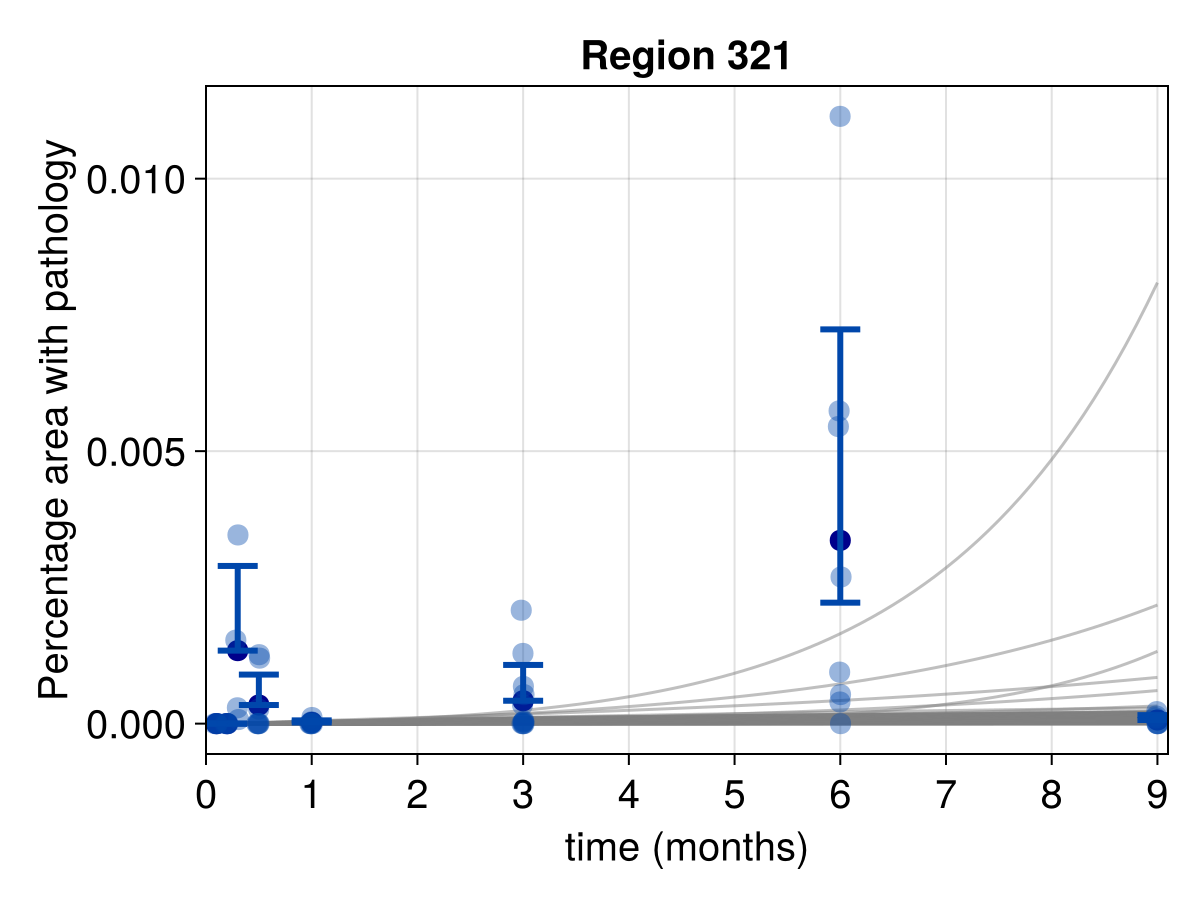 Region 321
Percentage area with pathology
0.010
0.005
0.000
0 1 2 3 4 5 6 7 8 9
time (months)